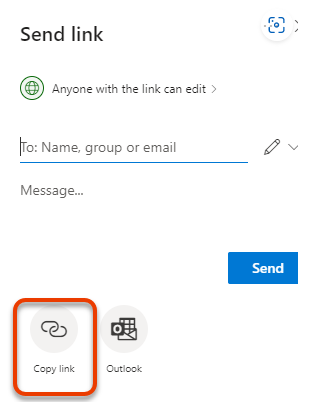 Send link
Anyone with the link can edit
To: Name, group or email
Message...
Send
Copy link
Outlook